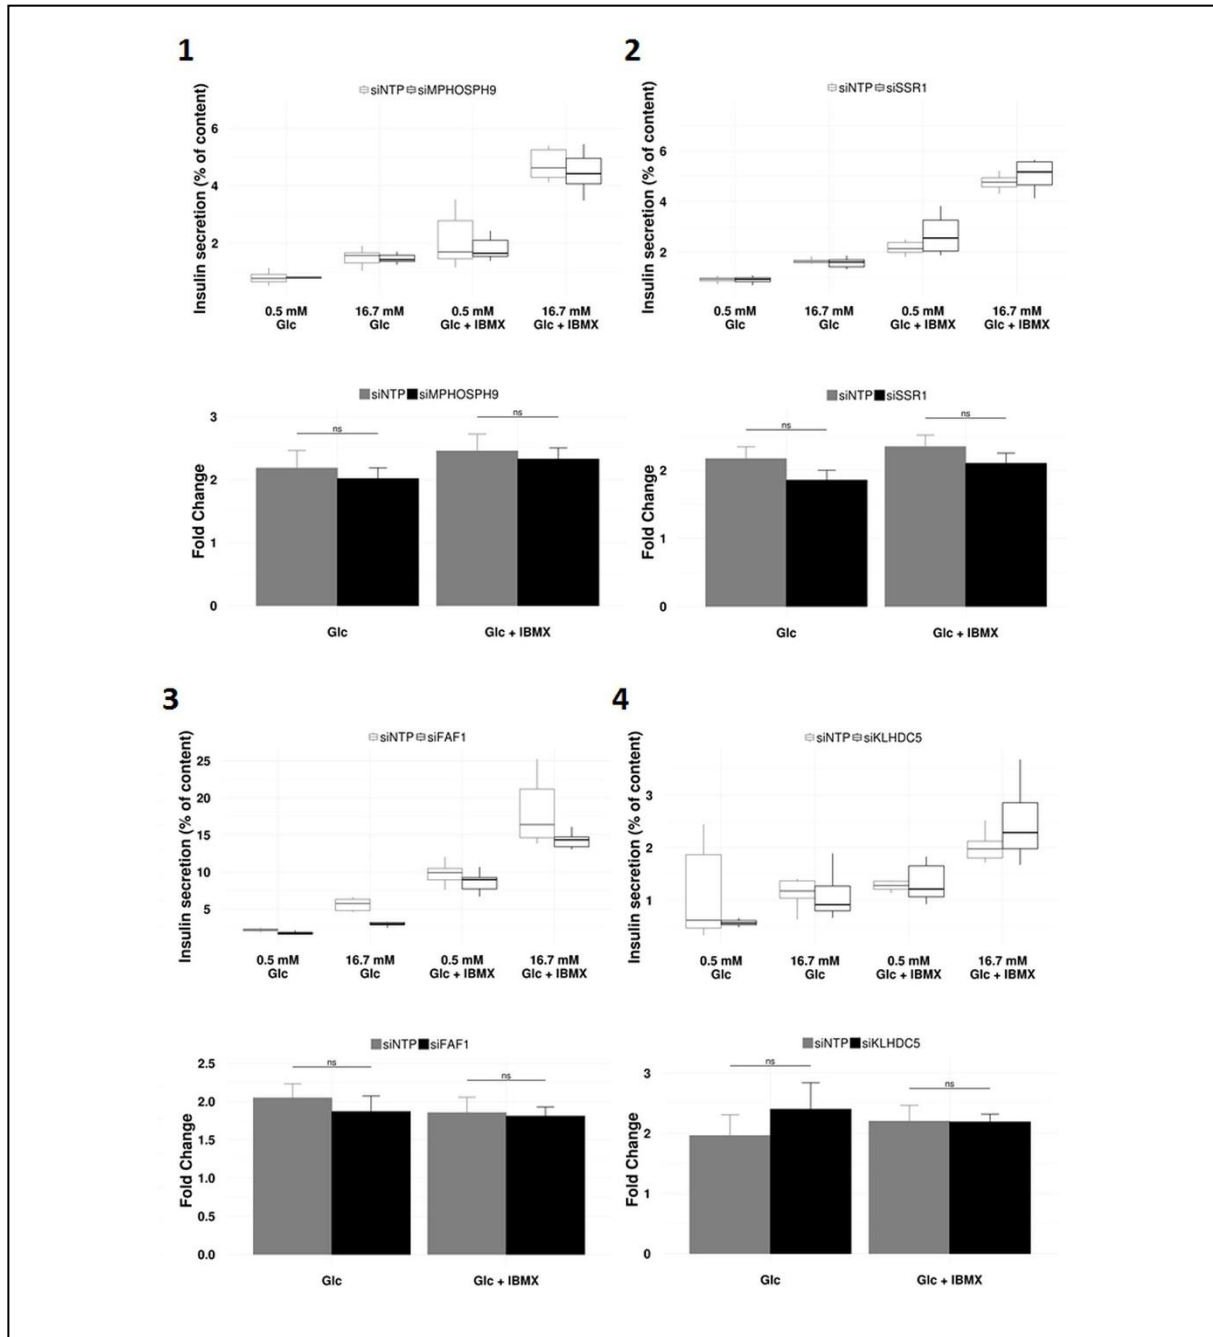 1
siNTP siMPHOSPH9
Insulin secretion (% of content)
6
4
2
0.5 mM Glc
16.7 mM Glc
0.5 mM Glc + IBMX
16.7 mM Glc + IBMX
siNTP siMPHOSPH9
Fold Change
3
2
1
0
ns
ns
Glc
Glc + IBMX
2
siNTP siSSR1
Insulin secretion (% of content)
6
4
2
0.5 mM Glc
16.7 mM Glc
0.5 mM Glc + IBMX
16.7 mM Glc + IBMX
siNTP siSSR1
Fold Change
2
1
0
ns
ns
Glc
Glc + IBMX
3
siNTP siFAF1
Insulin secretion (% of content)
25
20
15
10
5
0.5 mM Glc
16.7 mM Glc
0.5 mM Glc + IBMX
16.7 mM Glc + IBMX
siNTP siFAF1
Fold Change
2.5
2.0
1.5
1.0
0.5
0.0
ns
ns
Glc
Glc + IBMX
4
siNTP siKLHDC5
Insulin secretion (% of content)
3
2
1
0.5 mM Glc
16.7 mM Glc
0.5 mM Glc + IBMX
16.7 mM Glc + IBMX
siNTP siKLHDC5
Fold Change
3
2
1
0
ns
ns
Glc
Glc + IBMX